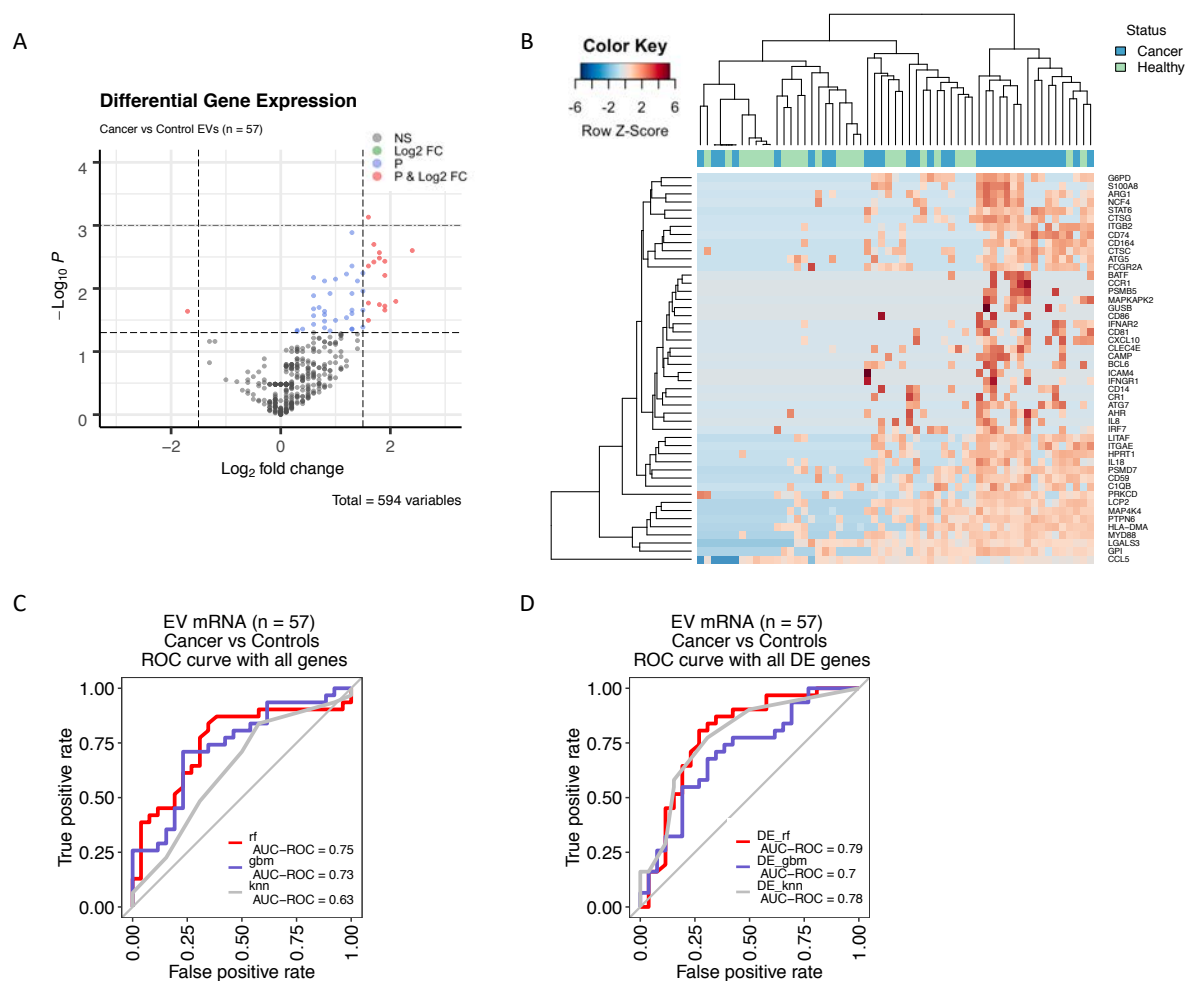 A
Differential Gene Expression
Cancer vs Control EVs (n = 57)
NS
Log2 FC
P
P & Log2 FC
4
3
2
1
0
−Log10 P
−2
0
2
Log2 fold change
Total = 594 variables
B
Color Key
-6
-2
2
6
Row Z-Score
Status
Cancer
Healthy
G6PD
S100A8
ARG1
NCF4
STAT6
CTSG
ITGB2
CD74
CD164
CTSC
ATG5
FCGR2A
BATF
CCR1
PSMB5
MAPKAPK2
GUSB
CD86
IFNAR2
CD81
CXCL10
CLEC4E
CAMP
BCL6
ICAM4
IFNGR1
CD14
CR1
ATG7
AHR
IL8
IRF7
LITAF
ITGAE
HPRT1
IL18
PSMD7
CD59
C1QB
PRKCD
LCP2
MAP4K4
PTPN6
HLA−DMA
MYD88
LGALS3
GPI
CCL5
C
EV mRNA (n = 57)
Cancer vs Controls
ROC curve with all genes
1.00
0.75
0.50
0.25
0.00
True positive rate
rf
AUC−ROC = 0.75
gbm
AUC−ROC = 0.73
knn
AUC−ROC = 0.63
0.00
0.25
0.50
0.75
1.00
False positive rate
D
EV mRNA (n = 57)
Cancer vs Controls
ROC curve with all DE genes
1.00
0.75
0.50
0.25
0.00
True positive rate
DE_rf
AUC−ROC = 0.79
DE_gbm
AUC−ROC = 0.7
DE_knn
AUC−ROC = 0.78
0.00
0.25
0.50
0.75
1.00
False positive rate